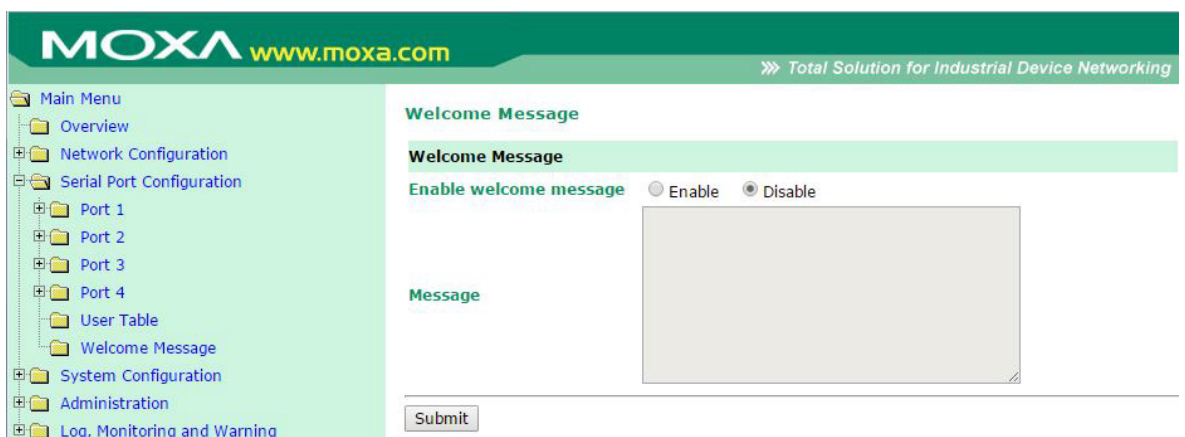 MOXA www.moxa.com
Total Solution for Industrial Device Networking
Main Menu
Overview
Network Configuration
Serial Port Configuration
Port 1
Port 2
Port 3
Port 4
User Table
Welcome Message
System Configuration
Administration
Log, Monitoring and Warning
Welcome Message
Welcome Message
Enable welcome message Enable Disable
Message
Submit